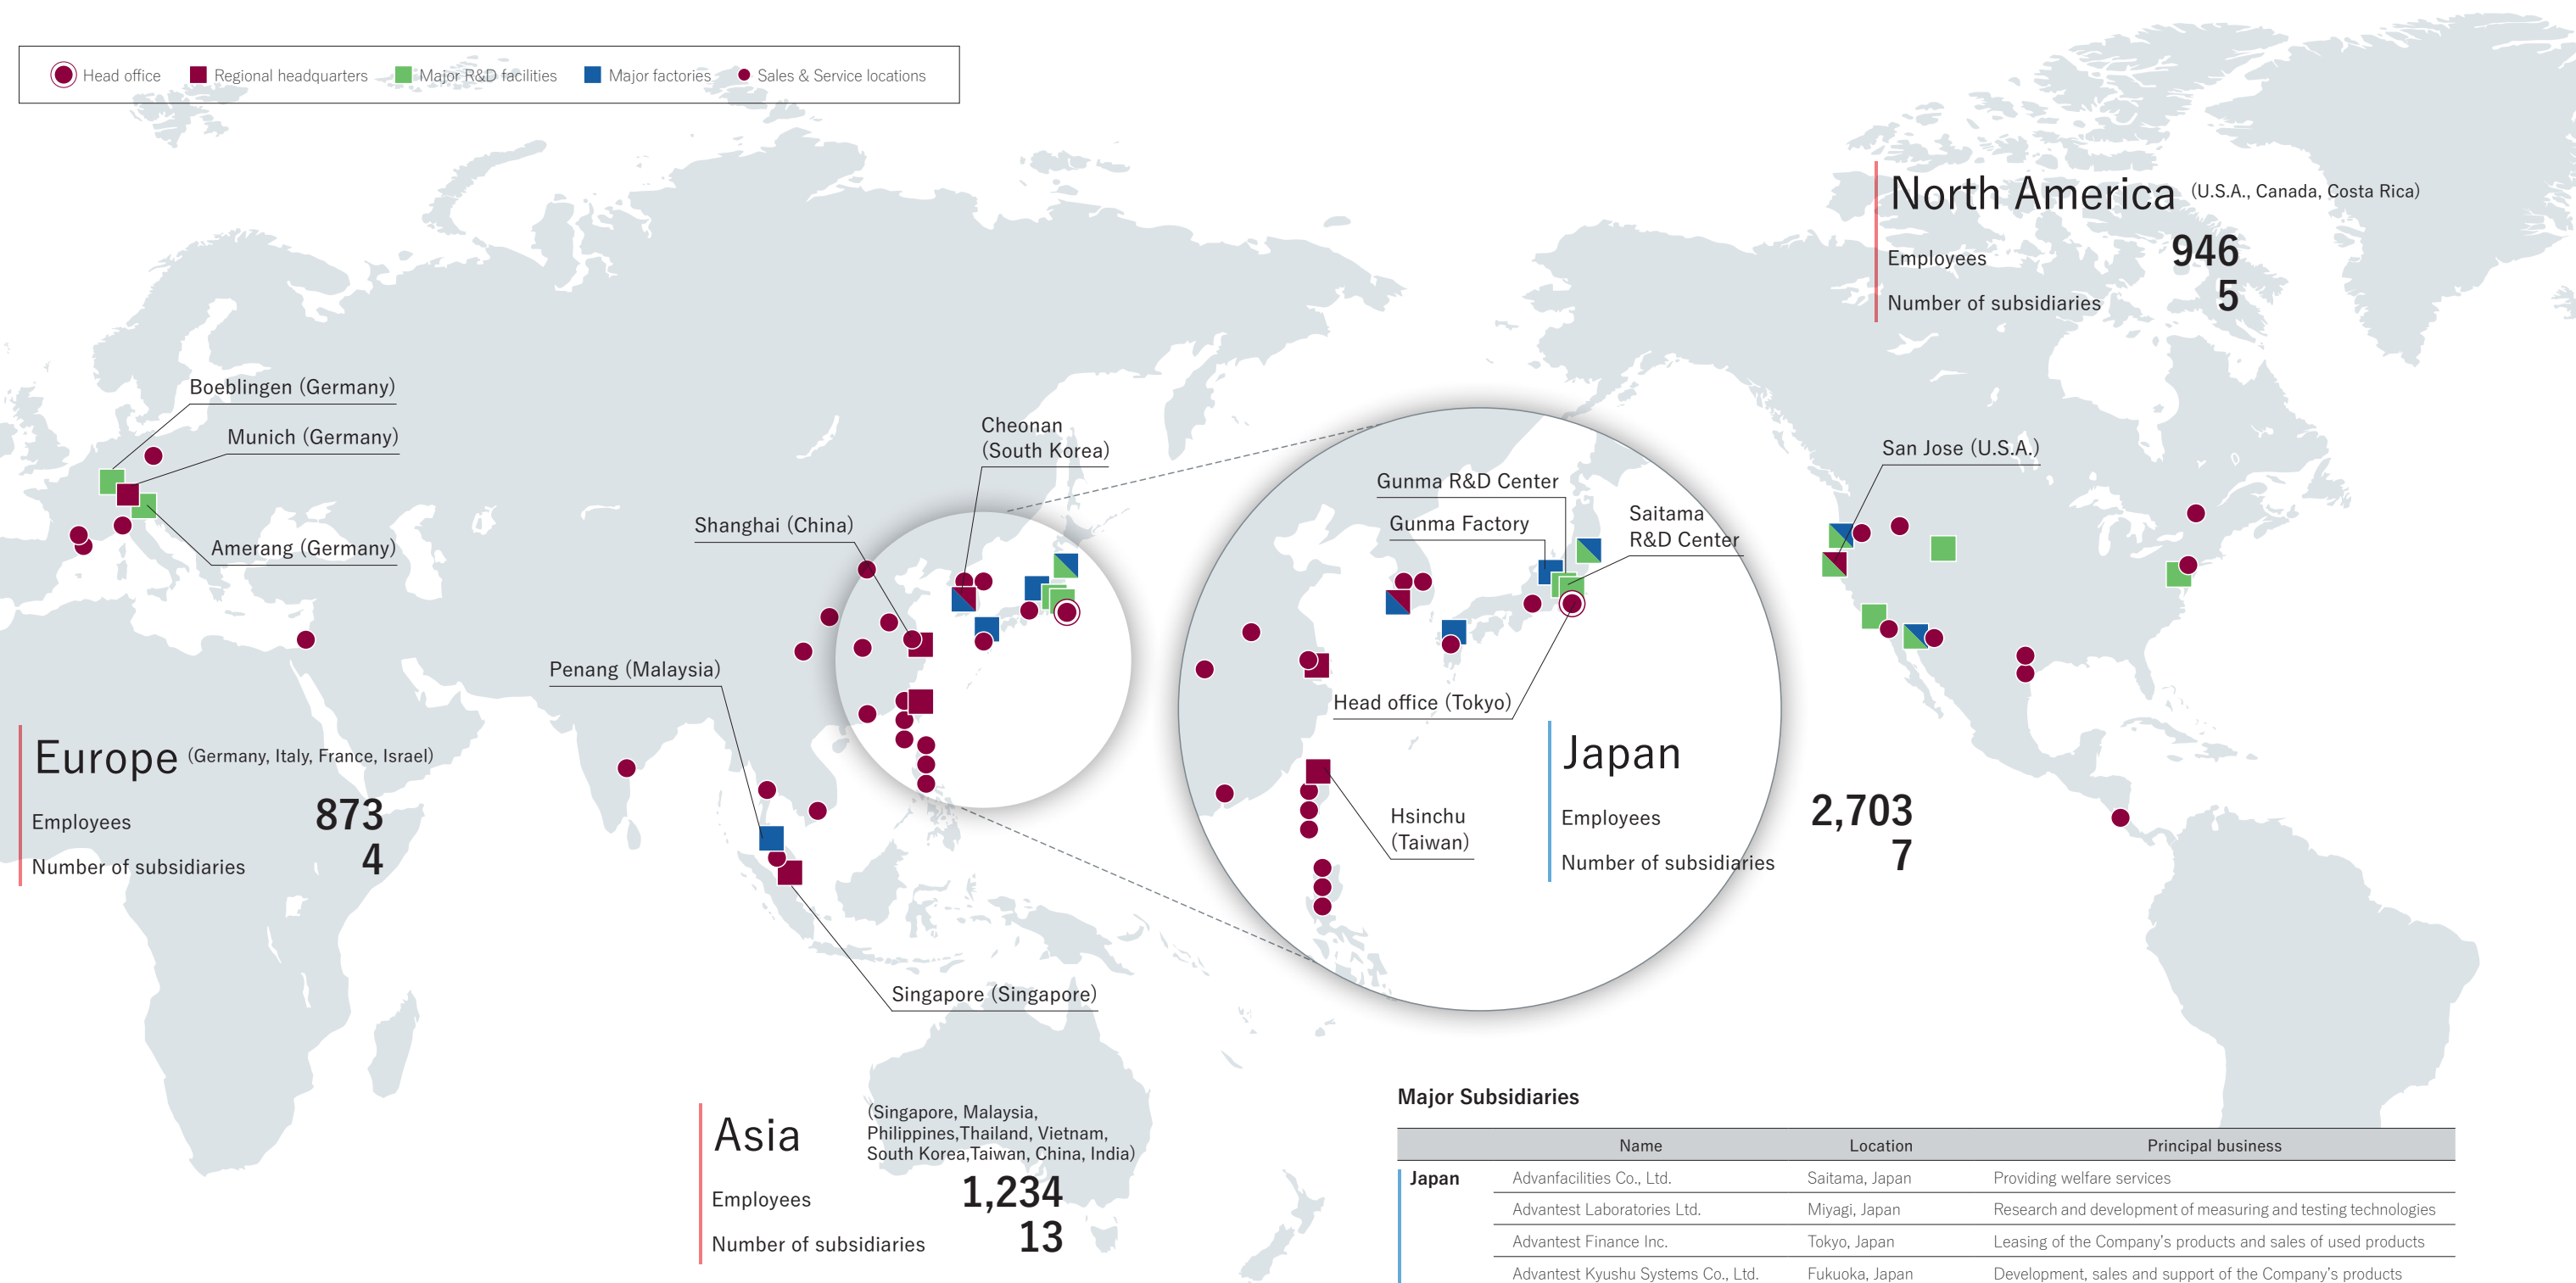 Head office
Regional headquarters
Major R&D facilities
Major factories
Sales & Service locations
North America (U.S.A., Canada, Costa Rica)
Employees 946
Number of subsidiaries 5
Boeblingen (Germany)
Munich (Germany)
Amerang (Germany)
Cheonan
(South Korea)
Shanghai (China)
Penang (Malaysia)
Singapore (Singapore)
Gunma R&D Center
Gunma Factory
Saitama
R&D Center
Head office (Tokyo)
Hsinchu
(Taiwan)
San Jose (U.S.A.)
Europe (Germany, Italy, France, Israel)
Employees 873
Number of subsidiaries 4
Japan
Employees 2,703
Number of subsidiaries 7
Asia
(Singapore, Malaysia,
Philippines,Thailand, Vietnam,
South Korea,Taiwan, China, India)
Employees 1,234
Number of subsidiaries 13
Major Subsidiaries
Name Location Principal business
Japan Advanfacilities Co., Ltd. Saitama, Japan Providing welfare services
Advantest Laboratories Ltd. Miyagi, Japan Research and development of measuring and testing technologies
Advantest Finance Inc. Tokyo, Japan Leasing of the Company's products and sales of used products
Advantest Kyushu Systems Co., Ltd. Fukuoka, Japan Development, sales and support of the Company's products